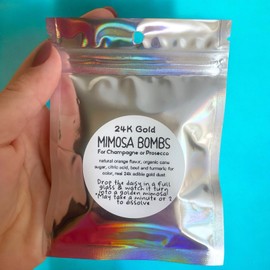 24K Gold
MIMOSA BOMBS
For Champagne or Prosecco
natural orange flavor, organic cane
sugar, citric acid, beet and turmeric for
color, real 24k edible gold dust
Drop the daisy in a full
glass & watch it turn
into a golden mimosa!
May take a minute or 2
to dissolve